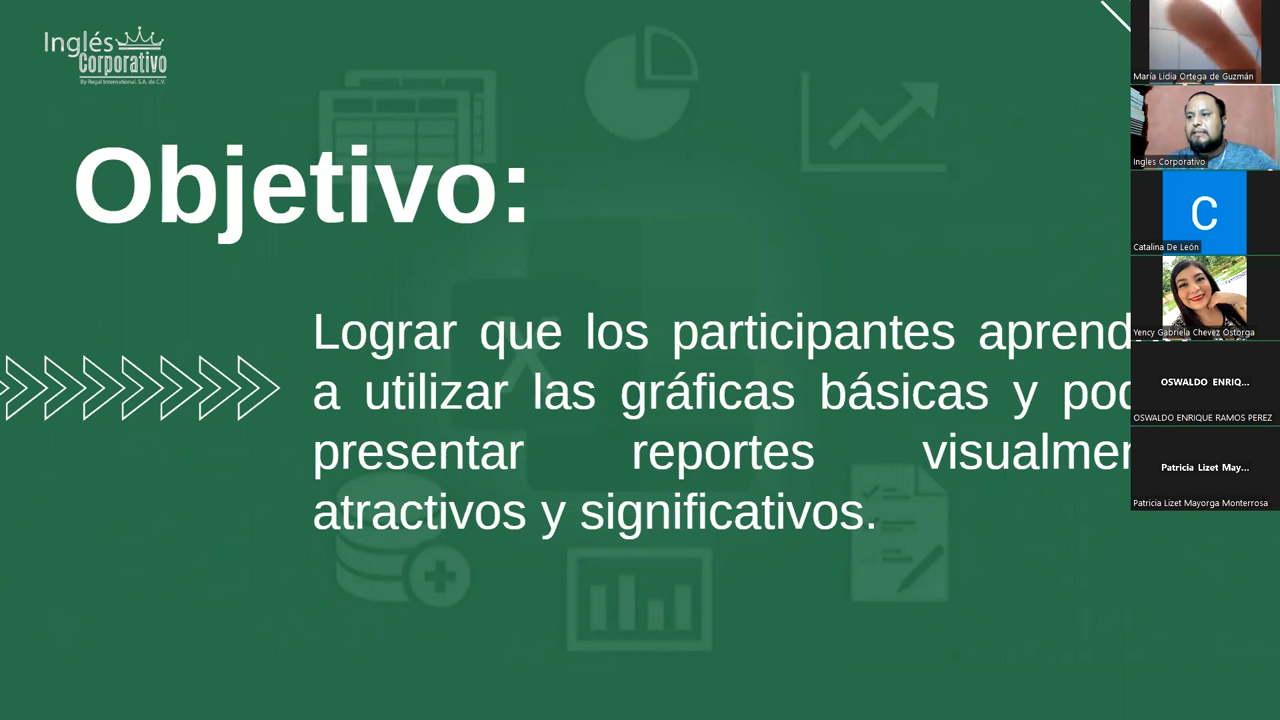 Inglés
Corporativo
By Regal International, S.A. de C.V.
Objetivo:
Lograr que los participantes aprend
a utilizar las gráficas básicas y pod
presentar reportes visualmen
atractivos y significativos.
María Lidia Ortega de Guzmán
Ingles Corporativo
C
Catalina De León
Yency Gabriela Chevez Ostorga
OSWALDO ENRIQ...
OSWALDO ENRIQUE RAMOS PEREZ
Patricia Lizet May...
Patricia Lizet Mayorga Monterrosa